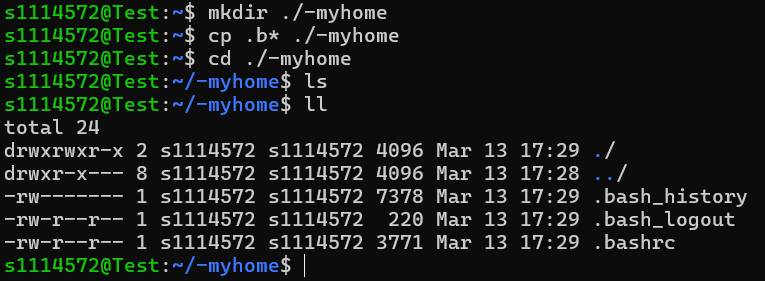 s1114572@Test:~$ mkdir ./-myhome
s1114572@Test:~$ cp .b* ./-myhome
s1114572@Test:~$ cd ./-myhome
s1114572@Test:~/-myhome$ ls
s1114572@Test:~/-myhome$ ll
total 24
drwxrwxr-x 2 s1114572 s1114572 4096 Mar 13 17:29 ./
drwxr-x--- 8 s1114572 s1114572 4096 Mar 13 17:28 ../
-rw------- 1 s1114572 s1114572 7378 Mar 13 17:29 .bash_history
-rw-r--r-- 1 s1114572 s1114572  220 Mar 13 17:29 .bash_logout
-rw-r--r-- 1 s1114572 s1114572 3771 Mar 13 17:29 .bashrc
s1114572@Test:~/-myhome$